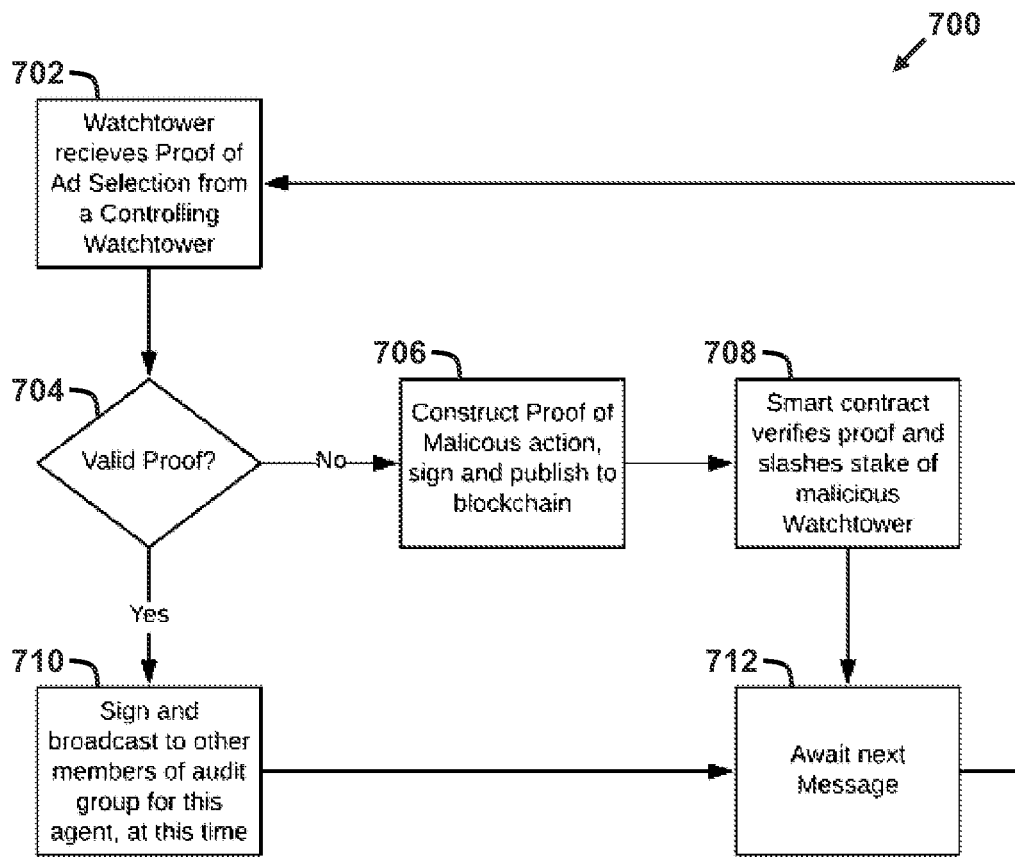 700
702
Watchtower
recieves Proof of
Ad Selection from
a Controlling
Watchtower
704
Valid Proof?
No
706
Construct Proof of
Malicous action,
sign and publish to
blockchain
708
Smart contract
verifies proof and
slashes stake of
malicious
Watchtower
Yes
710
Sign and
broadcast to other
members of audit
group for this
agent, at this time
712
Await next
Message